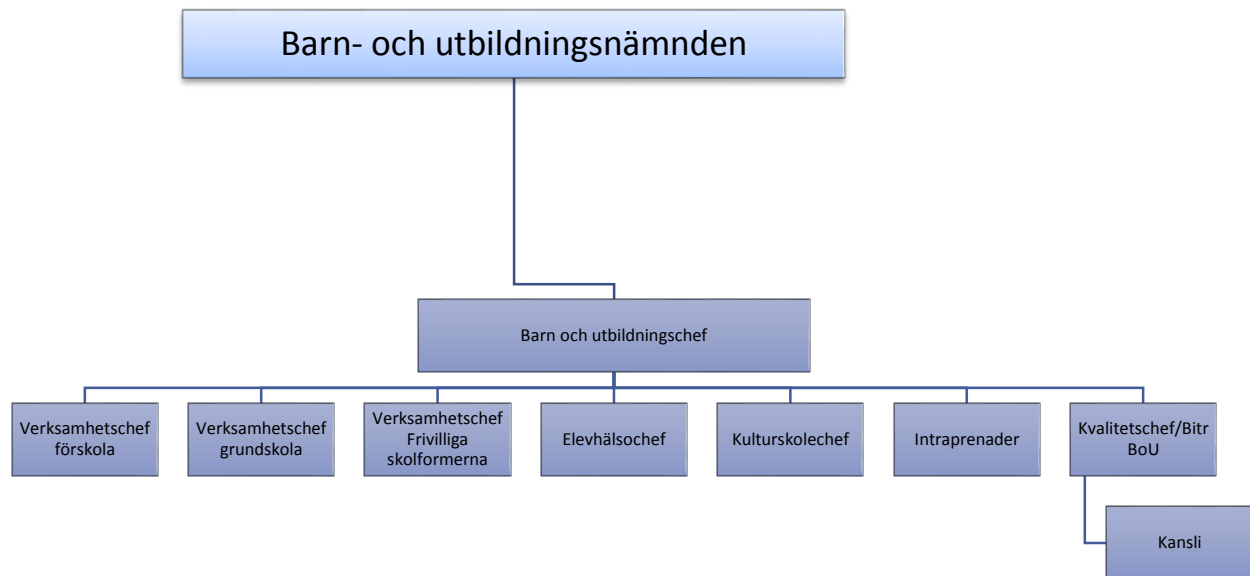 Barn- och utbildningsnämnden
Barn och utbildningschef
Verksamhetschef
förskola
Verksamhetschef
grundskola
Verksamhetschef
Frivilliga
skolformerna
Elevhälsochef
Kulturskolechef
Intraprenader
Kvalitetschef/Bitr
BoU
Kansli